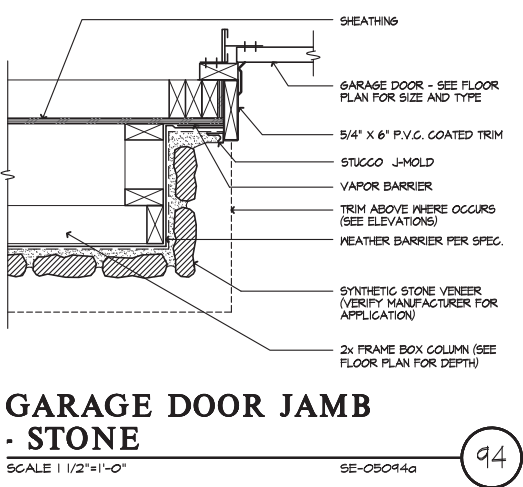 SHEATHING
GARAGE DOOR - SEE FLOOR
PLAN FOR SIZE AND TYPE
5/4" X 6" P.V.C. COATED TRIM
STUCCO J-MOLD
VAPOR BARRIER
TRIM ABOVE WHERE OCCURS
(SEE ELEVATIONS)
WEATHER BARRIER PER SPEC.
SYNTHETIC STONE VENEER
(VERIFY MANUFACTURER FOR
APPLICATION)
2x FRAME BOX COLUMN (SEE
FLOOR PLAN FOR DEPTH)
GARAGE DOOR JAMB
- STONE
94
SCALE 1 1/2"=1'-0"
SE-05094a